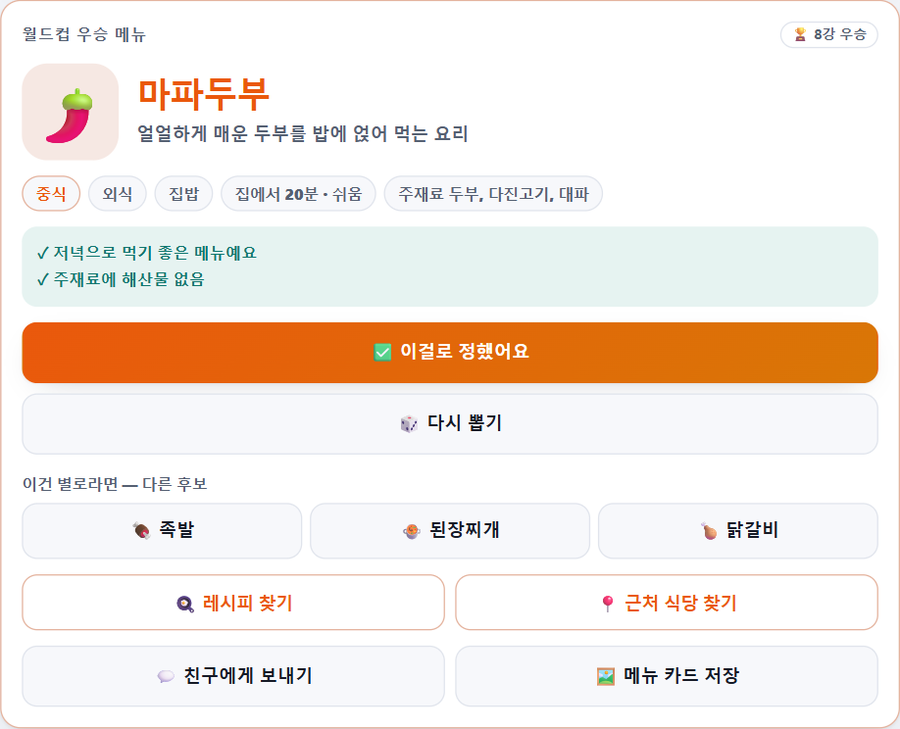 월드컵 우승 메뉴
8강 우승
마파두부
얼얼하게 매운 두부를 밥에 얹어 먹는 요리
중식
외식
집밥
집에서 20분 · 쉬움
주재료 두부, 다진고기, 대파
✓ 저녁으로 먹기 좋은 메뉴예요
✓ 주재료에 해산물 없음
이걸로 정했어요
다시 뽑기
이건 별로라면 — 다른 후보
족발
된장찌개
닭갈비
레시피 찾기
근처 식당 찾기
친구에게 보내기
메뉴 카드 저장